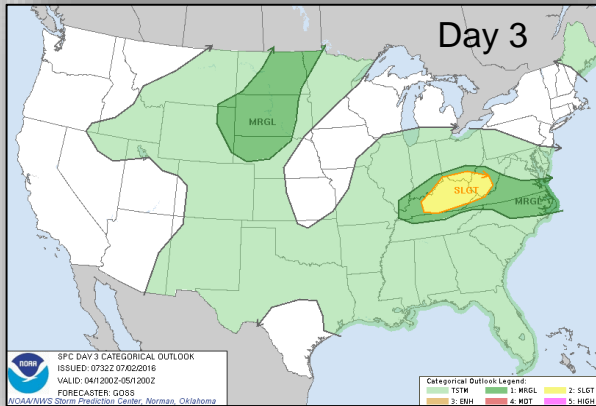 Day 3
MRGL
SLGT
MRGL
NOAA
SPC DAY 3 CATEGORICAL OUTLOOK
ISSUED: 0732Z 07/02/2016
VALID: 04/1200Z-05/1200Z
FORECASTER: GOSS
NOAA/NWS Storm Prediction Center, Norman, Oklahoma
Categorical Outlook Legend:
TSTM 1: MRGL 2: SLGT
3: ENH 4: MDT 5: HIGH